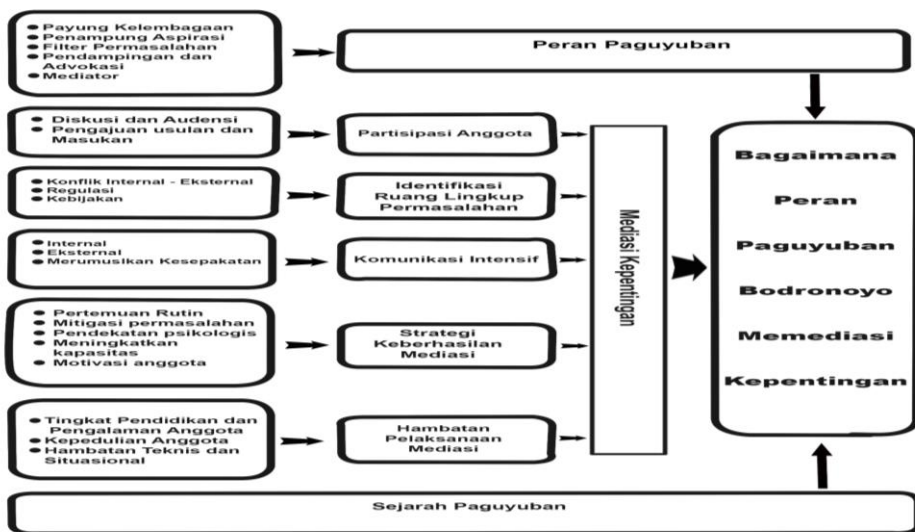 Payung Kelembagaan
Penampung Aspirasi
Filter Permasalahan
Pendampingan dan
Advokasi
Mediator
Peran Paguyuban
Diskusi dan Audensi
Pengajuan usulan dan
Masukan
Partisipasi Anggota
Konflik Internal - Eksternal
Regulasi
Kebijakan
Identifikasi
Ruang Lingkup
Permasalahan
Internal
Eksternal
Merumusikan Kesepakatan
Komunikasi Intensif
Pertemuan Rutin
Mitigasi permasalahan
Pendekatan psikologis
Meningkatkan
kapasitas
Motivasi anggota
Strategi
Keberhasilan
Mediasi
Tingkat Pendidikan dan
Pengalaman Anggota
Kepedulian Anggota
Hambatan Teknis dan
Situasional
Hambatan
Pelaksanaan
Mediasi
Mediasi Kepentingan
Bagaimana
Peran
Paguyuban
Bodronoyo
Memediasi
Kepentingan
Sejarah Paguyuban